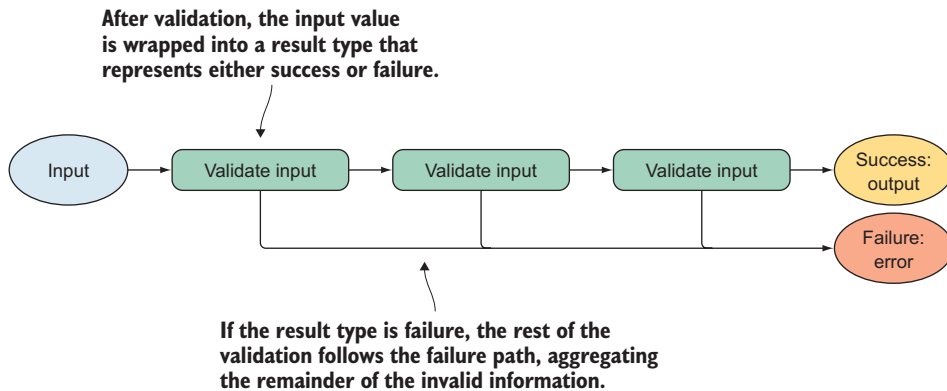 After validation, the input value
is wrapped into a result type that
represents either success or failure.
Input
Validate input
Validate input
Validate input
Success:
output
Failure:
error
If the result type is failure, the rest of the
validation follows the failure path, aggregating
the remainder of the invalid information.